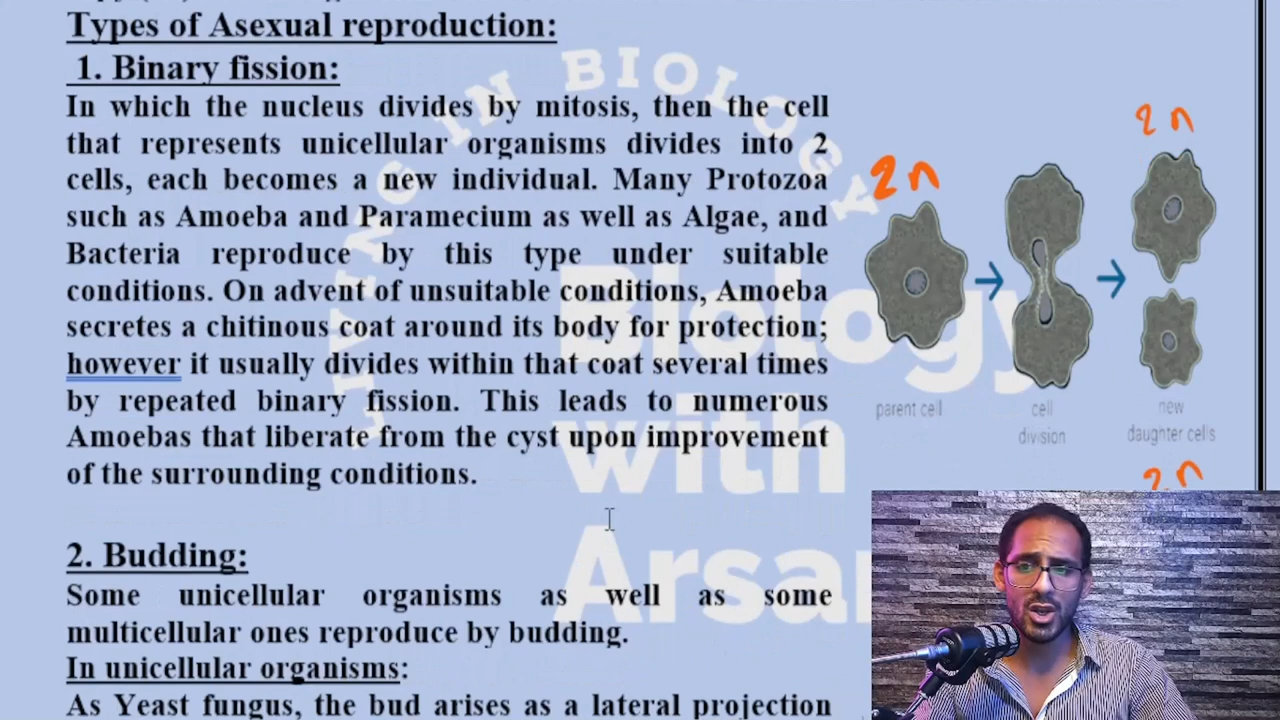 Types of Asexual reproduction:
1. Binary fission:
In which the nucleus divides by mitosis, then the cell
that represents unicellular organisms divides into 2
cells, each becomes a new individual. Many Protozoa
such as Amoeba and Paramecium as well as Algae, and
Bacteria reproduce by this type under suitable
conditions. On advent of unsuitable conditions, Amoeba
secretes a chitinous coat around its body for protection;
however it usually divides within that coat several times
by repeated binary fission. This leads to numerous
Amoebas that liberate from the cyst upon improvement
of the surrounding conditions.
2. Budding:
Some unicellular organisms as well as some
multicellular ones reproduce by budding.
In unicellular organisms:
As Yeast fungus, the bud arises as a lateral projection
2n
2n
parent cell
cell
division
new
daughter cells
2n
LIVING IN BIOLOGY
Biology
with